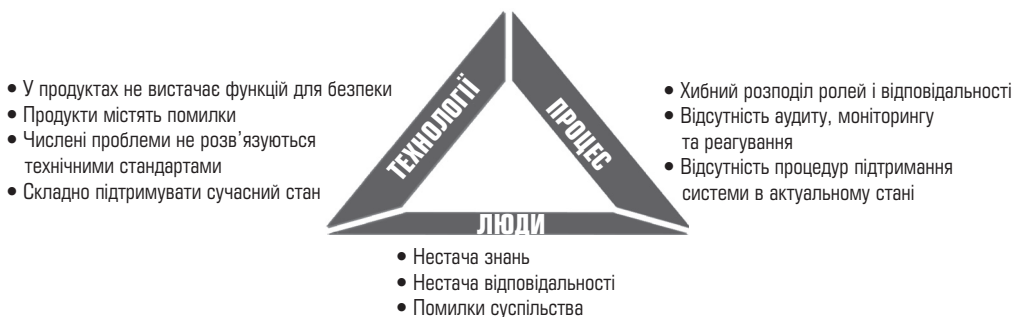 • У продуктах не вистачає функцій для безпеки
• Продукти містять помилки
• Числені проблеми не розв’язуються
технічними стандартами
• Складно підтримувати сучасний стан
ТЕХНОЛОГІЇ
ПРОЦЕС
• Хибний розподіл ролей і відповідальності
• Відсутність аудиту, моніторингу
та реагування
• Відсутність процедур підтримання
системи в актуальному стані
ЛЮДИ
• Нестача знань
• Нестача відповідальності
• Помилки суспільства